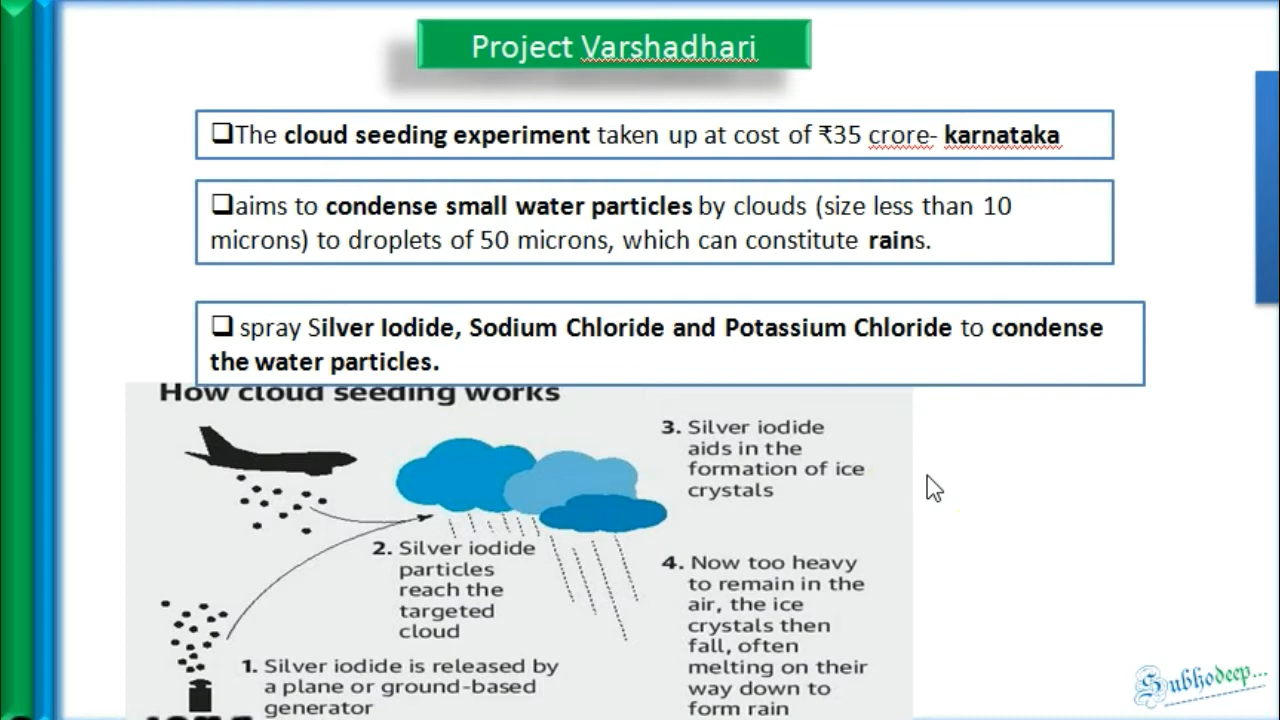 Project Varshadhari
❑The cloud seeding experiment taken up at cost of ₹35 crore- karnataka
❑aims to condense small water particles by clouds (size less than 10
microns) to droplets of 50 microns, which can constitute rains.
❑ spray Silver Iodide, Sodium Chloride and Potassium Chloride to condense
the water particles.
How cloud seeding works
1. Silver iodide is released by
a plane or ground-based
generator
2. Silver iodide
particles
reach the
targeted
cloud
3. Silver iodide
aids in the
formation of ice
crystals
4. Now too heavy
to remain in the
air, the ice
crystals then
fall, often
melting on their
way down to
form rain
Subhodeep...